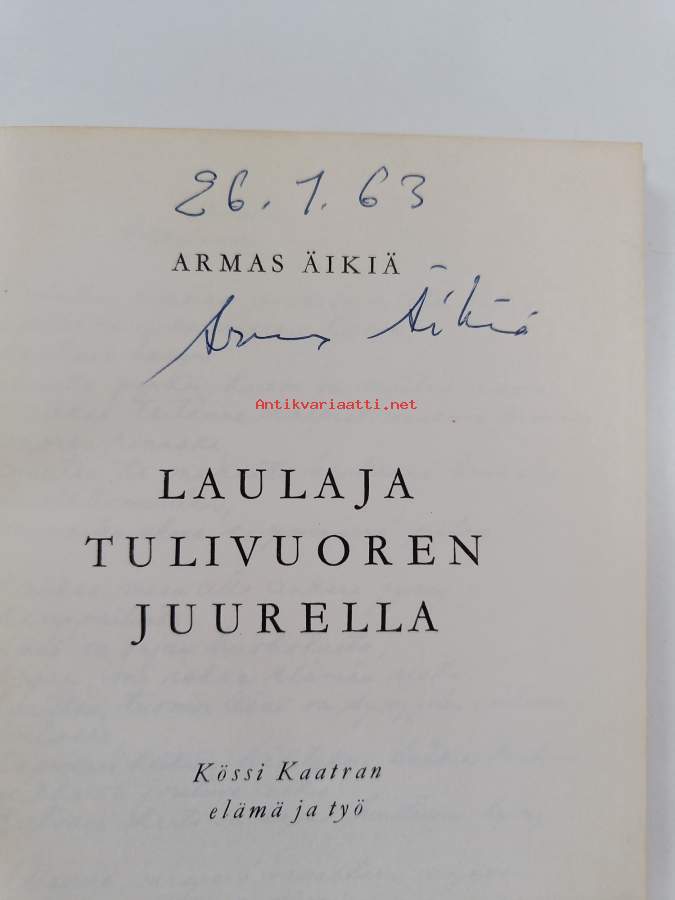 26.1.63
ARMAS ÄIKIÄ
Armas Äikiä
Antikvariaatti.net
LAULAJA
TULIVUOREN
JUURELLA
Kössi Kaatran
elämä ja työ